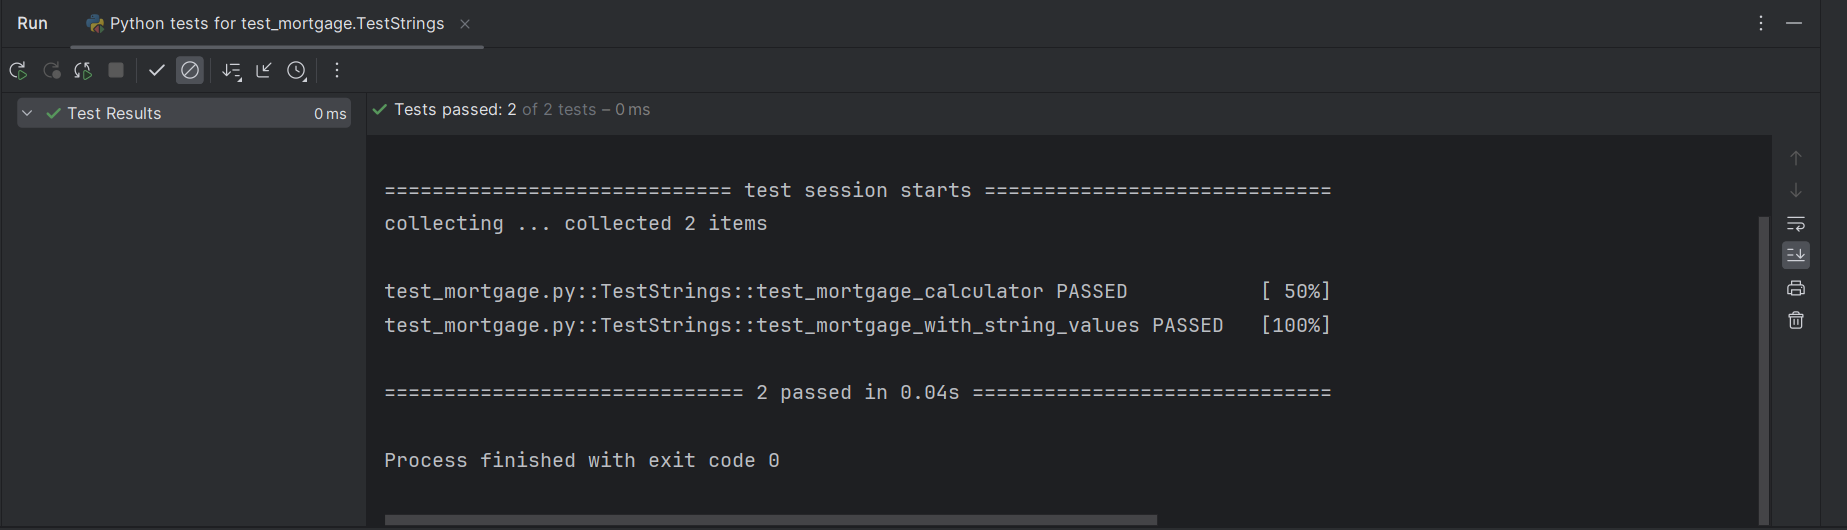 Run
Python tests for test_mortgage.TestStrings
Test Results 0 ms
Tests passed: 2 of 2 tests – 0 ms
============================= test session starts =============================
collecting ... collected 2 items
test_mortgage.py::TestStrings::test_mortgage_calculator PASSED           [ 50%]
test_mortgage.py::TestStrings::test_mortgage_with_string_values PASSED   [100%]
============================== 2 passed in 0.04s ==============================
Process finished with exit code 0